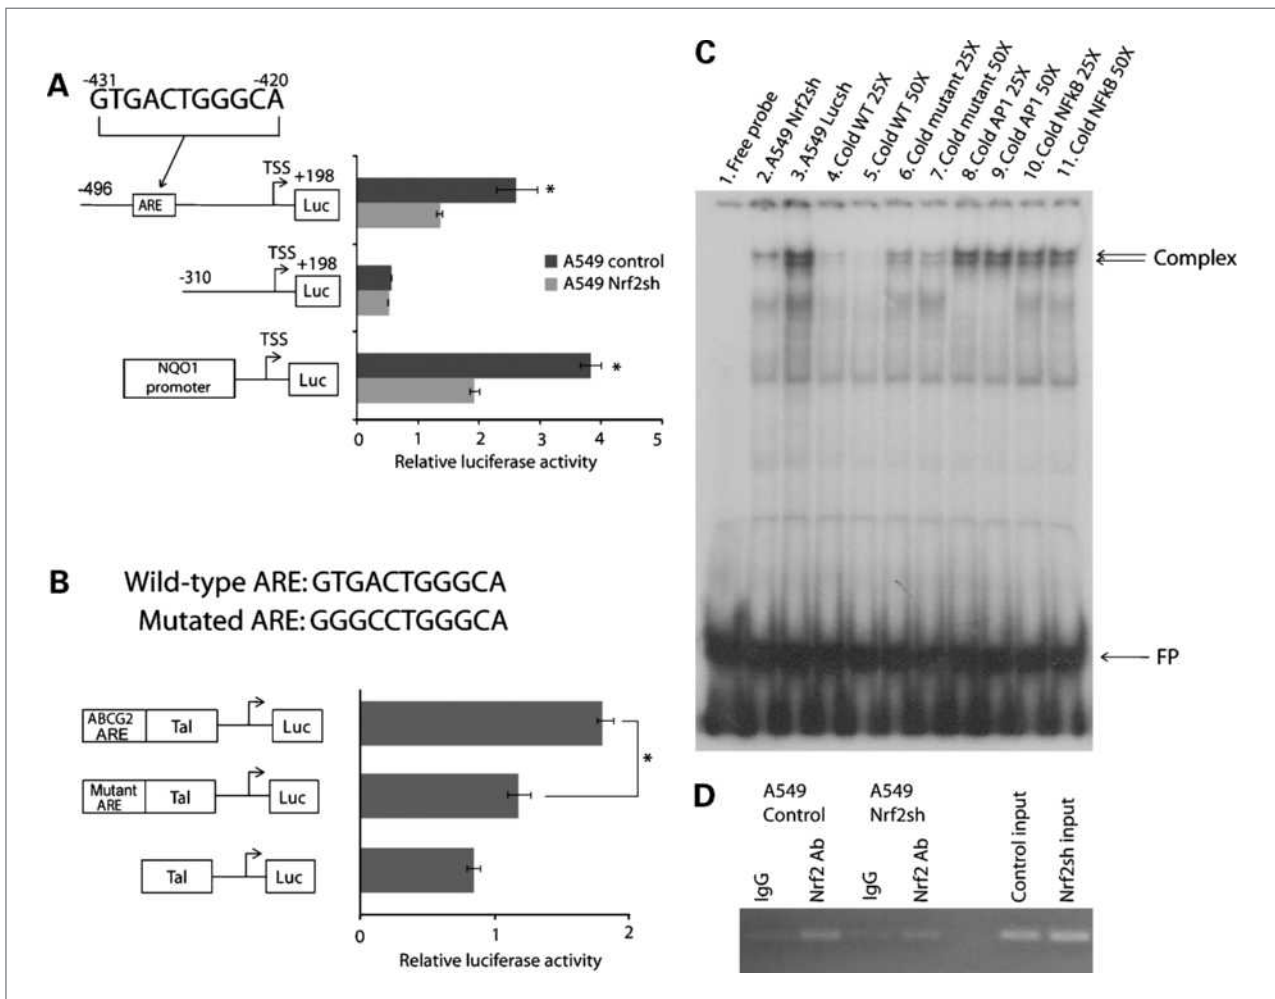 A
-431
-420
GTGACTGGGCA
-496
ARE
TSS
+198
Luc
-310
TSS
+198
Luc
NQO1
promoter
TSS
Luc
*
*
A549 control
A549 Nrf2sh
0 1 2 3 4 5
Relative luciferase activity
B
Wild-type ARE: GTGACTGGGCA
Mutated ARE: GGGCCTGGGCA
ABCG2
ARE
Tal
Luc
Mutant
ARE
Tal
Luc
Tal
Luc
*
0 1 2
Relative luciferase activity
C
1. Free probe
2. A549 Nrf2sh
3. A549 Lucsh
4. Cold WT 25X
5. Cold WT 50X
6. Cold mutant 25X
7. Cold mutant 50X
8. Cold AP1 25X
9. Cold AP1 50X
10. Cold NFkB 25X
11. Cold NFkB 50X
Complex
FP
D
A549
Control
A549
Nrf2sh
IgG
Nrf2 Ab
IgG
Nrf2 Ab
Control input
Nrf2sh input